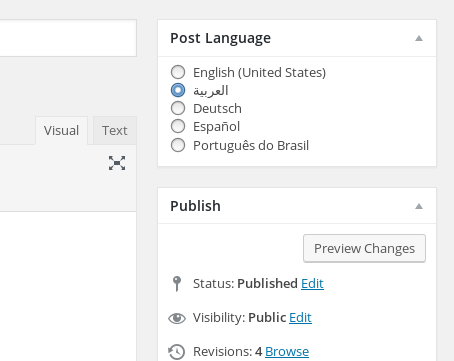 Post Language
English (United States)
العربية
Deutsch
Español
Português do Brasil
Visual Text
Publish
Preview Changes
Status: Published Edit
Visibility: Public Edit
Revisions: 4 Browse